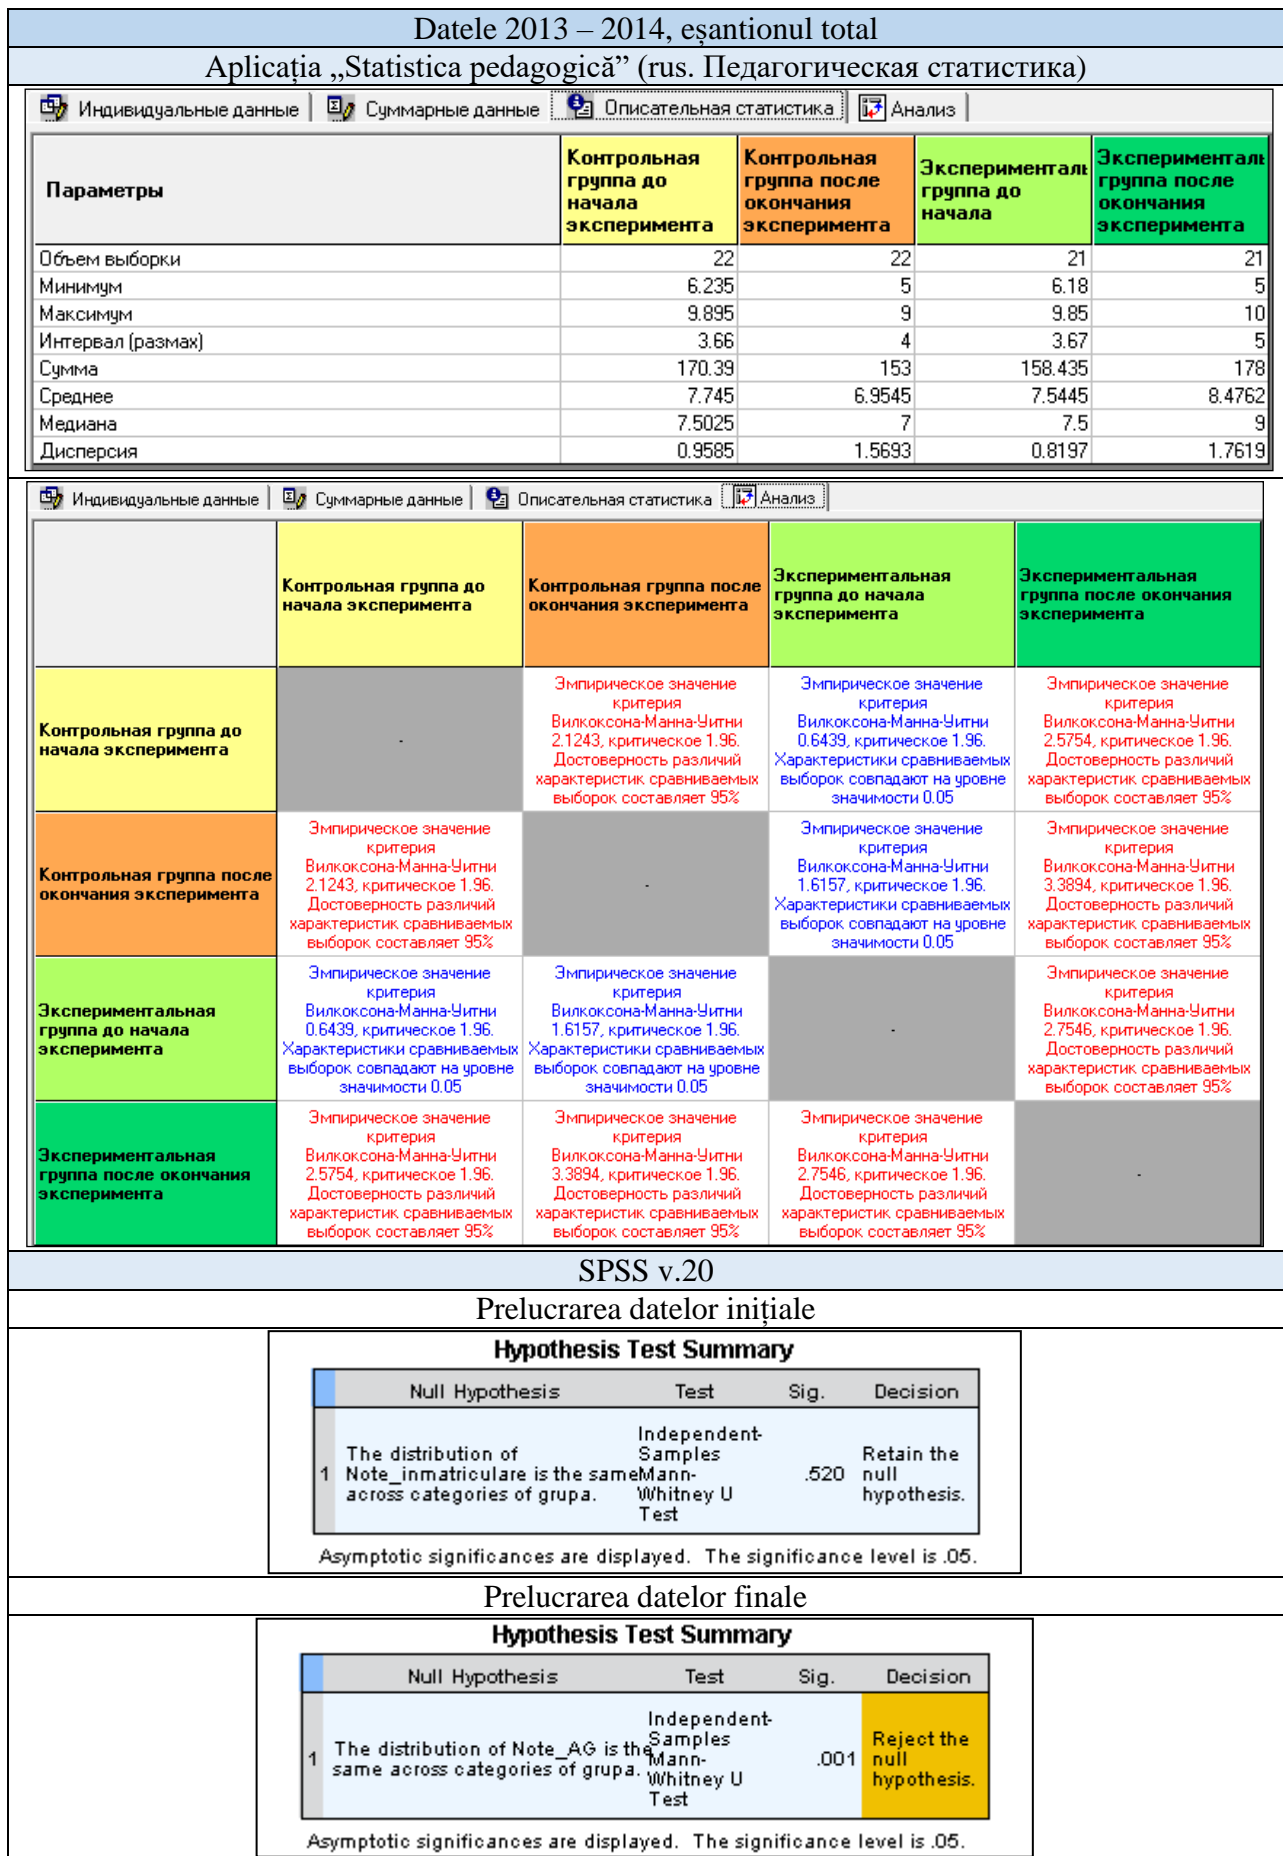 Datele 2013 – 2014, eșantionul total
Aplicația „Statistica pedagogică” (rus. Педагогическая статистика)
Индивидуальные данные Суммарные данные Описательная статистика Анализ
Параметры
Контрольная
группа до
начала
эксперимента
Контрольная
группа после
окончания
эксперимента
Эксперименталь
группа до
начала
Эксперименталь
группа после
окончания
эксперимента
Объем выборки 22 22 21 21
Минимум 6.235 5 6.18 5
Максимум 9.895 9 9.85 10
Интервал (размах) 3.66 4 3.67 5
Сумма 170.39 153 158.435 178
Среднее 7.745 6.9545 7.5445 8.4762
Медиана 7.5025 7 7.5 9
Дисперсия 0.9585 1.5693 0.8197 1.7619
Индивидуальные данные Суммарные данные Описательная статистика Анализ
Контрольная группа до
начала эксперимента
Контрольная группа после
окончания эксперимента
Экспериментальная
группа до начала
эксперимента
Экспериментальная
группа после окончания
эксперимента
Контрольная группа до
начала эксперимента
-
Эмпирическое значение
критерия
Вилкоксона-Манна-Уитни
2.1243, критическое 1.96.
Достоверность различий
характеристик сравниваемых
выборок составляет 95%
Эмпирическое значение
критерия
Вилкоксона-Манна-Уитни
0.6439, критическое 1.96.
Характеристики сравниваемых
выборок совпадают на уровне
значимости 0.05
Эмпирическое значение
критерия
Вилкоксона-Манна-Уитни
2.5754, критическое 1.96.
Достоверность различий
характеристик сравниваемых
выборок составляет 95%
Контрольная группа после
окончания эксперимента
Эмпирическое значение
критерия
Вилкоксона-Манна-Уитни
2.1243, критическое 1.96.
Достоверность различий
характеристик сравниваемых
выборок составляет 95%
-
Эмпирическое значение
критерия
Вилкоксона-Манна-Уитни
1.6157, критическое 1.96.
Характеристики сравниваемых
выборок совпадают на уровне
значимости 0.05
Эмпирическое значение
критерия
Вилкоксона-Манна-Уитни
3.3894, критическое 1.96.
Достоверность различий
характеристик сравниваемых
выборок составляет 95%
Экспериментальная
группа до начала
эксперимента
Эмпирическое значение
критерия
Вилкоксона-Манна-Уитни
0.6439, критическое 1.96.
Характеристики сравниваемых
выборок совпадают на уровне
значимости 0.05
Эмпирическое значение
критерия
Вилкоксона-Манна-Уитни
1.6157, критическое 1.96.
Характеристики сравниваемых
выборок совпадают на уровне
значимости 0.05
-
Эмпирическое значение
критерия
Вилкоксона-Манна-Уитни
2.7546, критическое 1.96.
Достоверность различий
характеристик сравниваемых
выборок составляет 95%
Экспериментальная
группа после окончания
эксперимента
Эмпирическое значение
критерия
Вилкоксона-Манна-Уитни
2.5754, критическое 1.96.
Достоверность различий
характеристик сравниваемых
выборок составляет 95%
Эмпирическое значение
критерия
Вилкоксона-Манна-Уитни
3.3894, критическое 1.96.
Достоверность различий
характеристик сравниваемых
выборок составляет 95%
Эмпирическое значение
критерия
Вилкоксона-Манна-Уитни
2.7546, критическое 1.96.
Достоверность различий
характеристик сравниваемых
выборок составляет 95%
-
SPSS v.20
Prelucrarea datelor inițiale
Hypothesis Test Summary
Null Hypothesis Test Sig. Decision
1
The distribution of
Note_inmatriculare is the same
across categories of grupa.
Independent-
Samples
Mann-
Whitney U
Test
.520
Retain the
null
hypothesis.
Asymptotic significances are displayed. The significance level is .05.
Prelucrarea datelor finale
Hypothesis Test Summary
Null Hypothesis Test Sig. Decision
1
The distribution of Note_AG is the
same across categories of grupa.
Independent-
Samples
Mann-
Whitney U
Test
.001
Reject the
null
hypothesis.
Asymptotic significances are displayed. The significance level is .05.